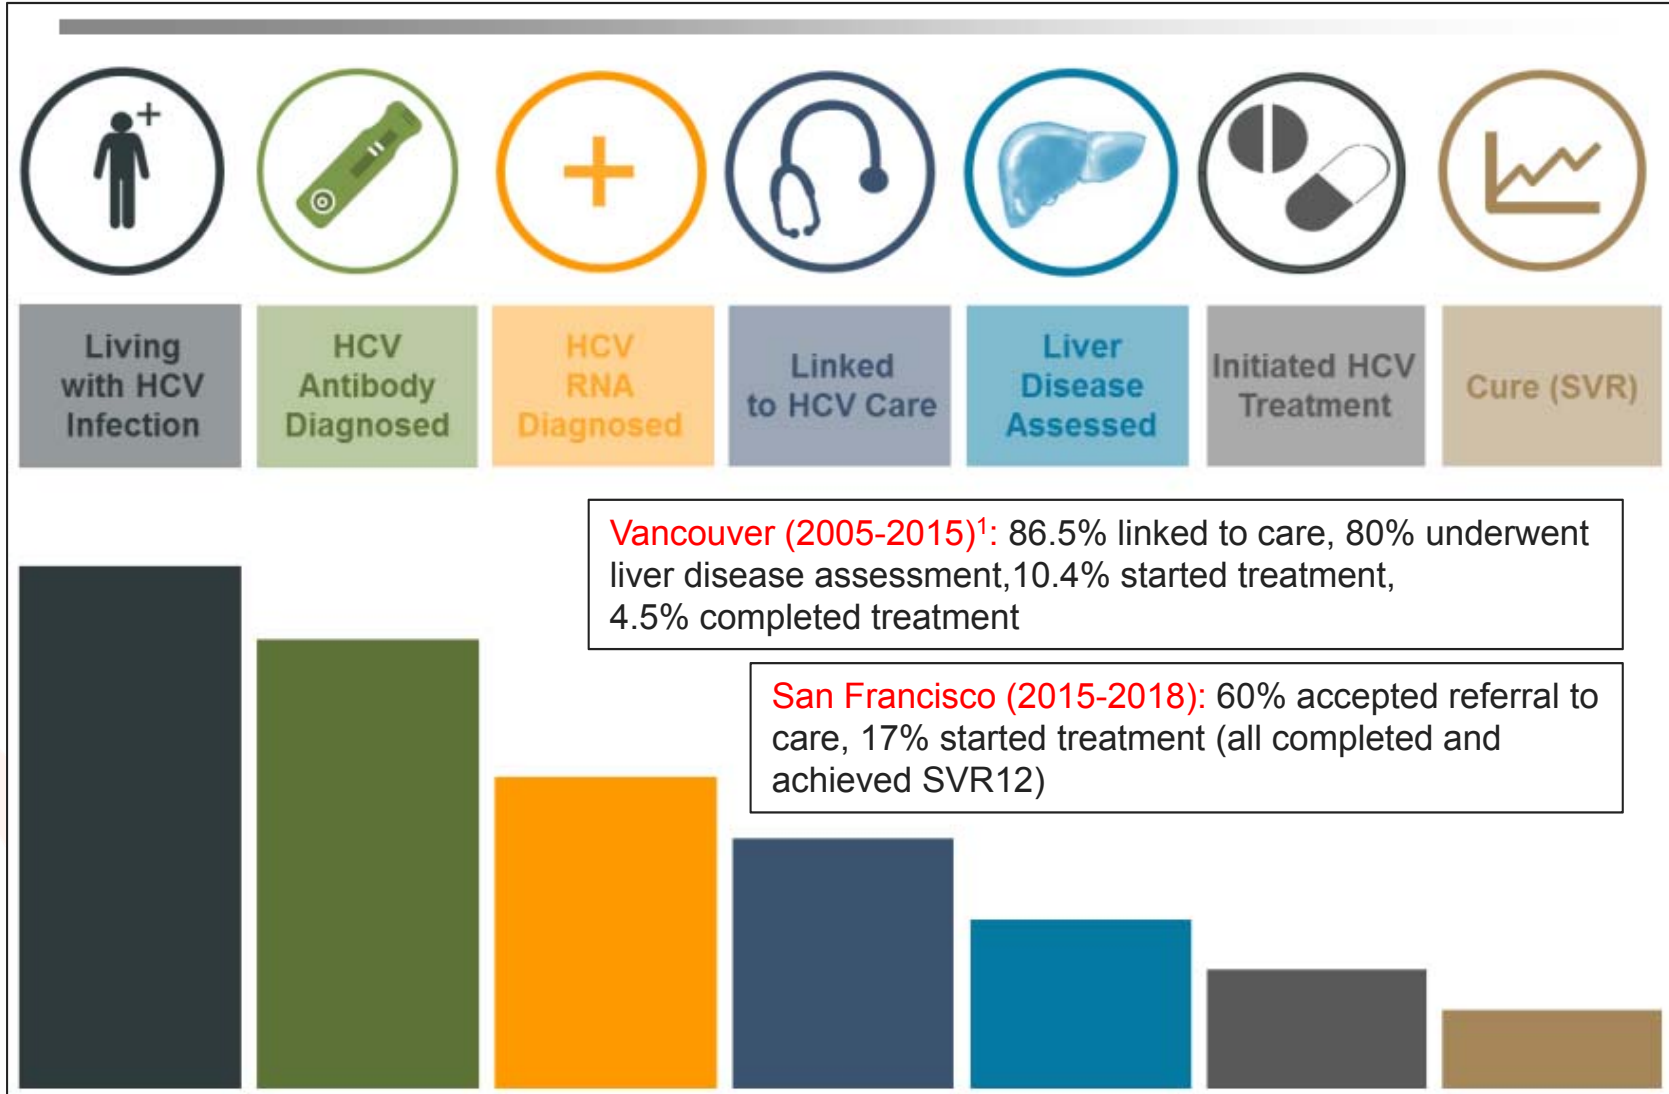 Living
with HCV
Infection
HCV
Antibody
Diagnosed
HCV
RNA
Diagnosed
Linked
to HCV Care
Liver
Disease
Assessed
Initiated HCV
Treatment
Cure (SVR)
Vancouver (2005-2015)¹: 86.5% linked to care, 80% underwent
liver disease assessment,10.4% started treatment,
4.5% completed treatment
San Francisco (2015-2018): 60% accepted referral to
care, 17% started treatment (all completed and
achieved SVR12)